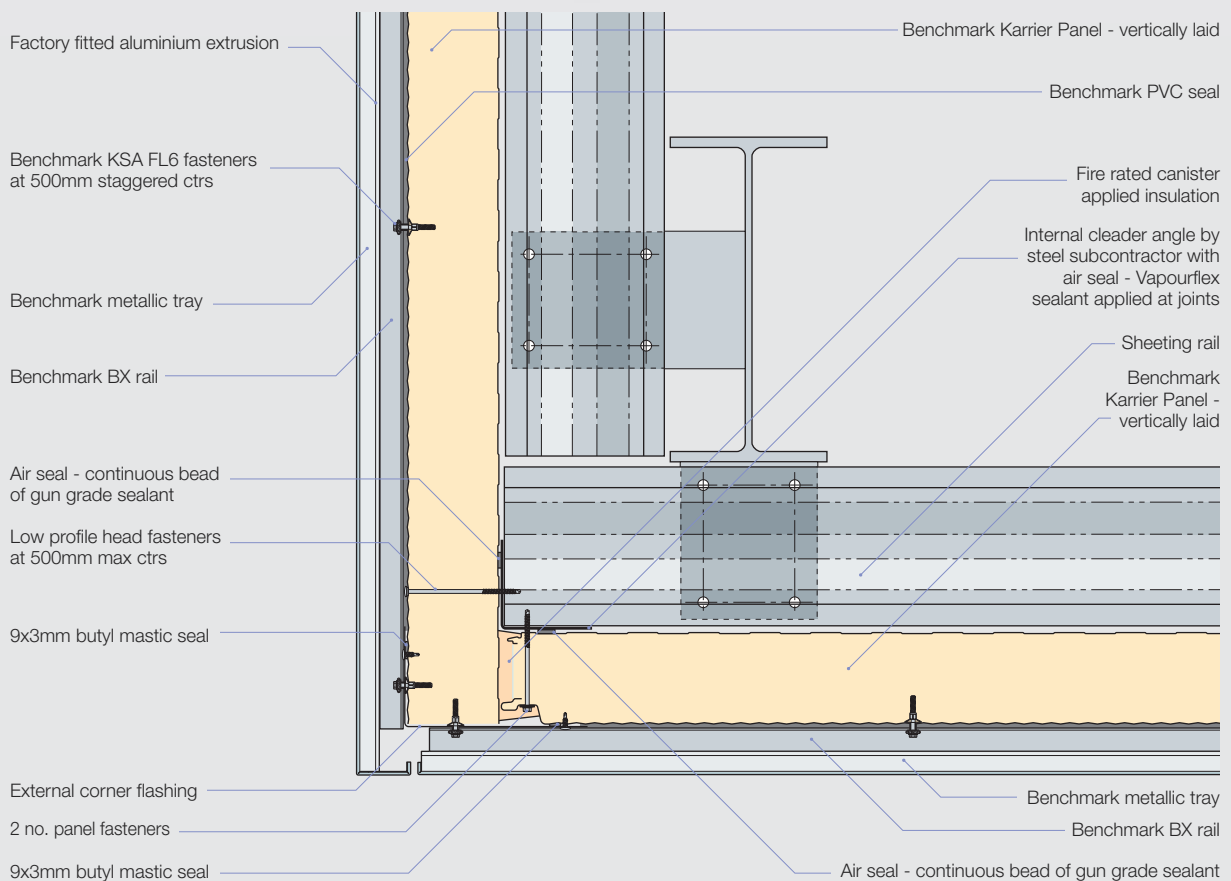 Factory fitted aluminium extrusion
Benchmark KSA FL6 fasteners
at 500mm staggered ctrs
Benchmark metallic tray
Benchmark BX rail
Air seal - continuous bead
of gun grade sealant
Low profile head fasteners
at 500mm max ctrs
9x3mm butyl mastic seal
External corner flashing
2 no. panel fasteners
9x3mm butyl mastic seal
Benchmark Karrier Panel - vertically laid
Benchmark PVC seal
Fire rated canister
applied insulation
Internal cleader angle by
steel subcontractor with
air seal - Vapourflex
sealant applied at joints
Sheeting rail
Benchmark
Karrier Panel -
vertically laid
Benchmark metallic tray
Benchmark BX rail
Air seal - continuous bead of gun grade sealant